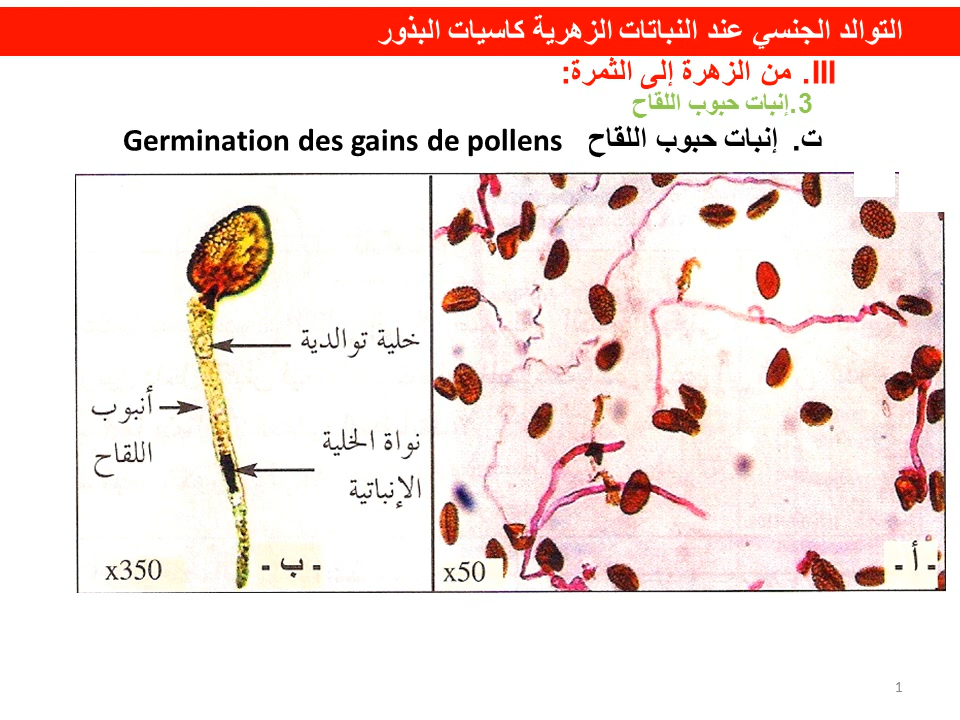 التوالد الجنسي عند النباتات الزهرية كاسيات البذور
III. من الزهرة إلى الثمرة:
3.إنبات حبوب اللقاح
ت. إنبات حبوب اللقاح Germination des gains de pollens
خلية توالدية
أنبوب
اللقاح
نواة الخلية
الإنباتية
x350
- ب -
x50
- أ -
1